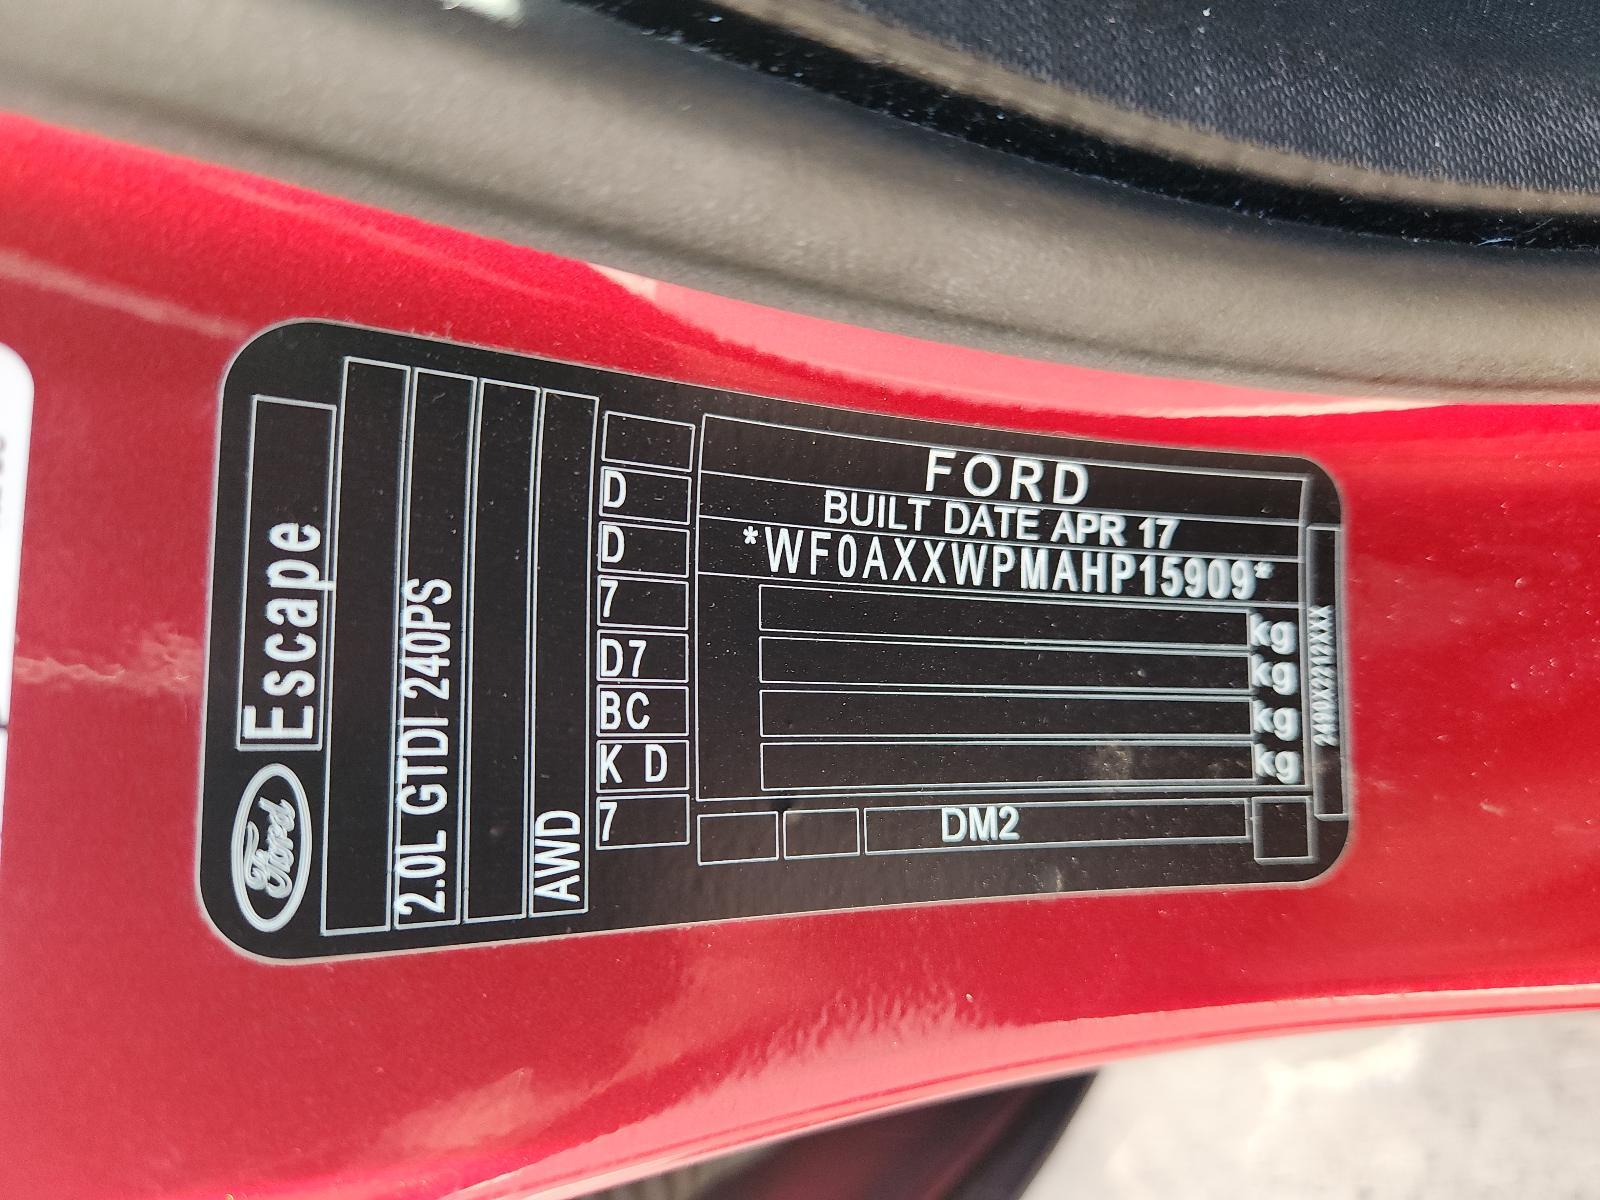 FORD
BUILT DATE APR 17
*WF0AXXWPMAHP15909*
kg
kg
kg
kg
DM2
D
D
7
D7
BC
K D
7
Ford
Escape
2.0L GTDI 240PS
AWD